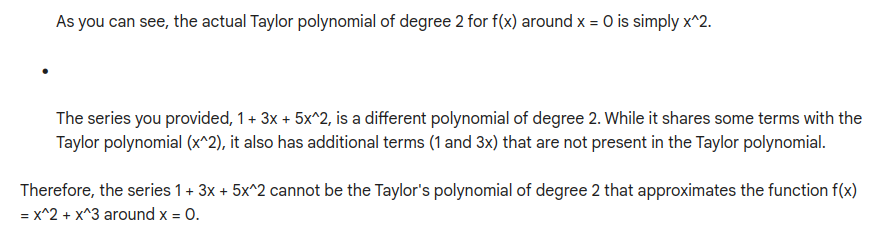 As you can see, the actual Taylor polynomial of degree 2 for f(x) around x = 0 is simply x^2.
•
The series you provided, 1 + 3x + 5x^2, is a different polynomial of degree 2. While it shares some terms with the
Taylor polynomial (x^2), it also has additional terms (1 and 3x) that are not present in the Taylor polynomial.
Therefore, the series 1 + 3x + 5x^2 cannot be the Taylor's polynomial of degree 2 that approximates the function f(x)
= x^2 + x^3 around x = 0.